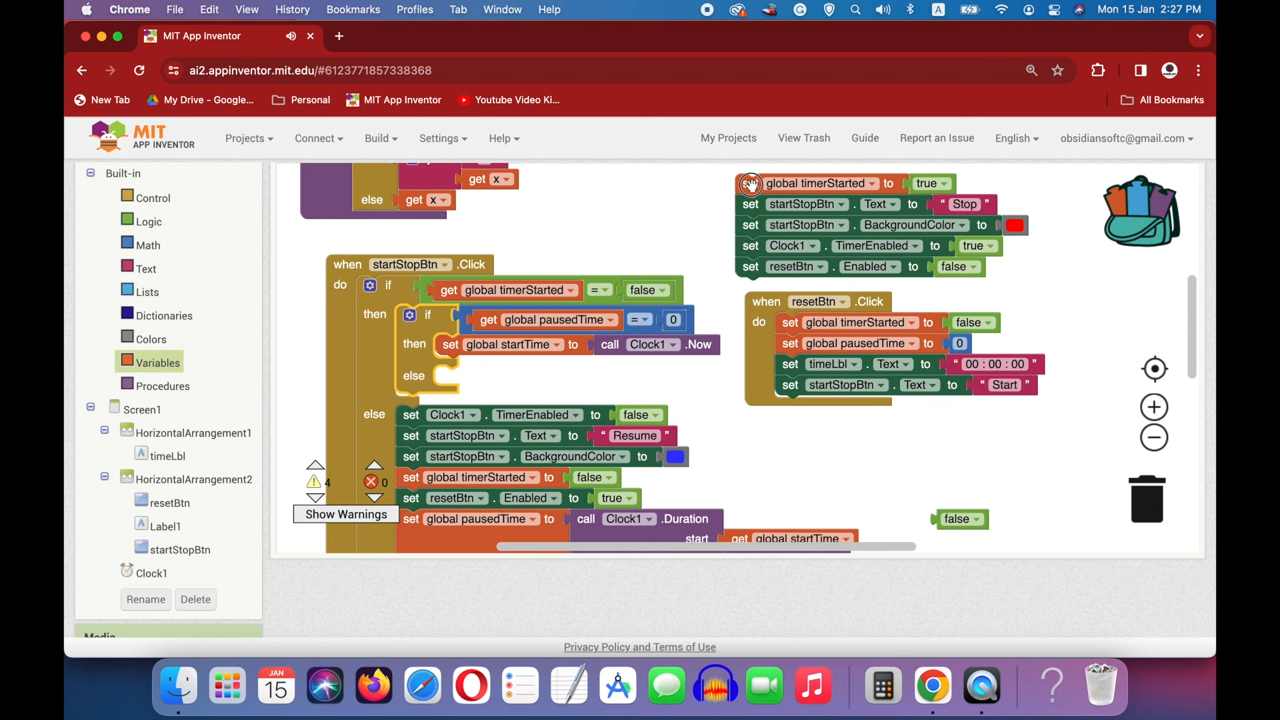 Chrome File Edit View History Bookmarks Profiles Tab Window Help A Mon 15 Jan 2:27 PM
MIT App Inventor
ai2.appinventor.mit.edu/#6123771857338368
New Tab My Drive - Google... Personal MIT App Inventor Youtube Video Ki... All Bookmarks
MIT APP INVENTOR Projects Connect Build Settings Help My Projects View Trash Guide Report an Issue English obsidiansoftc@gmail.com
Built-in
Control
Logic
Math
Text
Lists
Dictionaries
Colors
Variables
Procedures
Screen1
HorizontalArrangement1
timeLbl
HorizontalArrangement2
resetBtn
Label1
startStopBtn
Clock1
Rename Delete
get x
else get x
when startStopBtn .Click
do if get global timerStarted = false
then if get global pausedTime = 0
then set global startTime to call Clock1 .Now
else
else set Clock1 . TimerEnabled to false
set startStopBtn . Text to " Resume "
set startStopBtn . BackgroundColor to
set global timerStarted to false
set resetBtn . Enabled to true
set global pausedTime to call Clock1 .Duration
start get global startTime
4 0
Show Warnings
global timerStarted to true
set startStopBtn . Text to " Stop "
set startStopBtn . BackgroundColor to
set Clock1 . TimerEnabled to true
set resetBtn . Enabled to false
when resetBtn .Click
do set global timerStarted to false
set global pausedTime to 0
set timeLbl . Text to " 00 : 00 : 00 "
set startStopBtn . Text to " Start "
false
Privacy Policy and Terms of Use
JAN
15